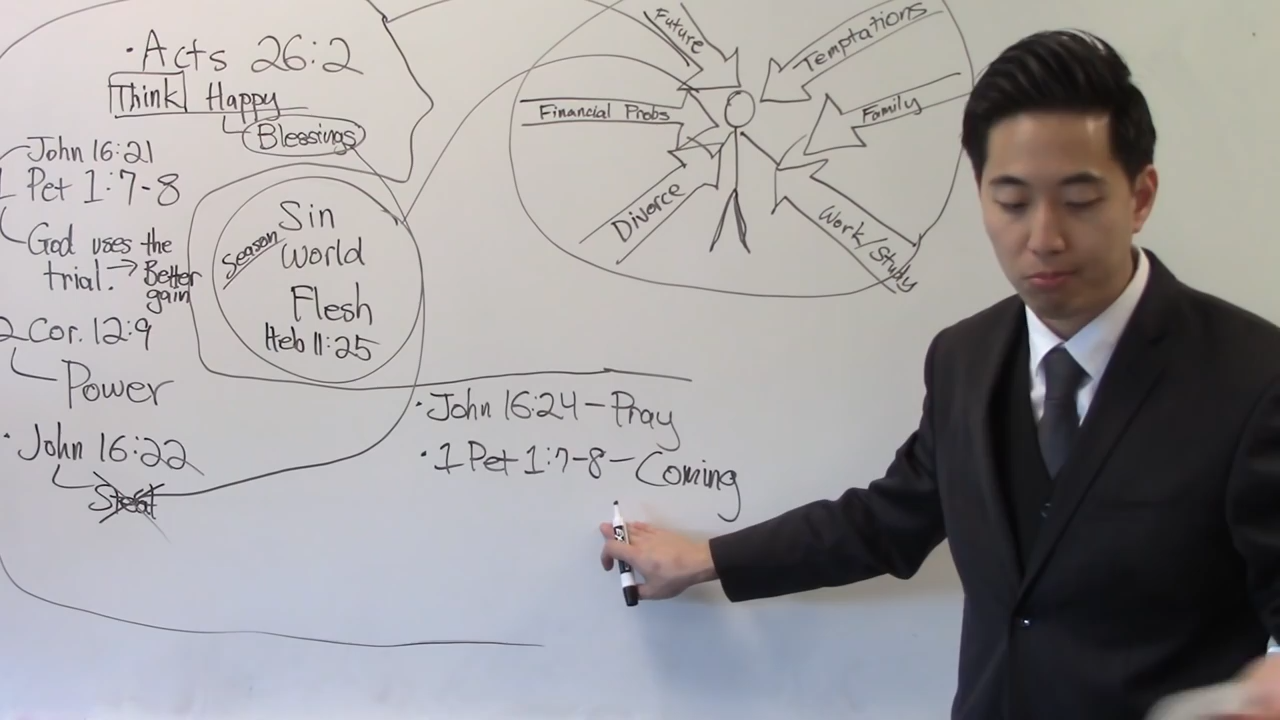 ·Acts 26:2
Think Happy
Blessings
John 16:21
1 Pet 1:7-8
God uses the
trial. → Better
gain
2 Cor. 12:9
Power
·John 16:22
Steal
Season
Sin
World
Flesh
Heb 11:25
Future
Temptations
Financial Probs
Family
Divorce
Work/Study
·John 16:24-Pray
·1 Pet 1:7-8-Coming